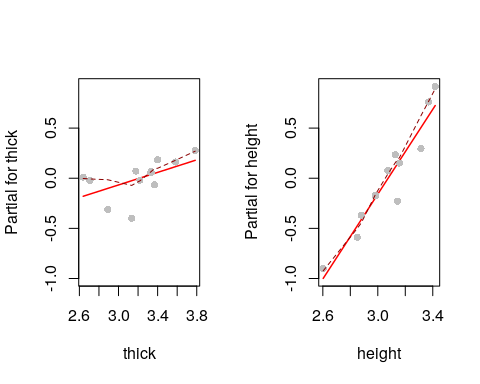 Partial for thick
0.5
0.0
-0.5
-1.0
2.6 3.0 3.4 3.8
thick
Partial for height
0.5
0.0
-0.5
-1.0
2.6 3.0 3.4
height